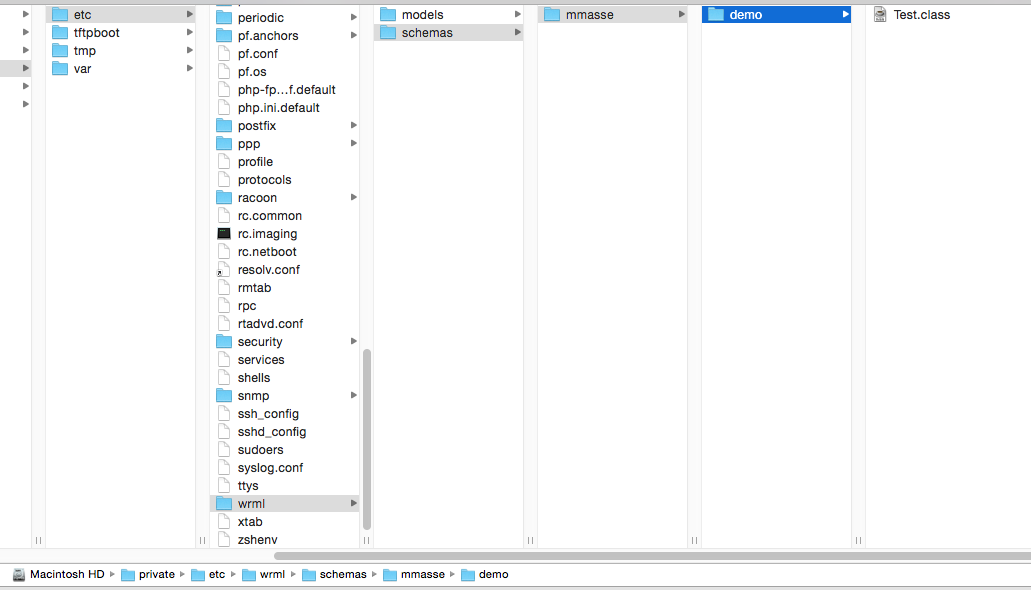 etc
tftpboot
tmp
var
periodic
pf.anchors
pf.conf
pf.os
php-fp...f.default
php.ini.default
postfix
ppp
profile
protocols
racoon
rc.common
rc.imaging
rc.netboot
resolv.conf
rmtab
rpc
rtadvd.conf
security
services
shells
snmp
ssh_config
sshd_config
sudoers
syslog.conf
ttys
wrml
xtab
zshenv
models
schemas
mmasse
demo
Test.class
Macintosh HD ▸ private ▸ etc ▸ wrml ▸ schemas ▸ mmasse ▸ demo